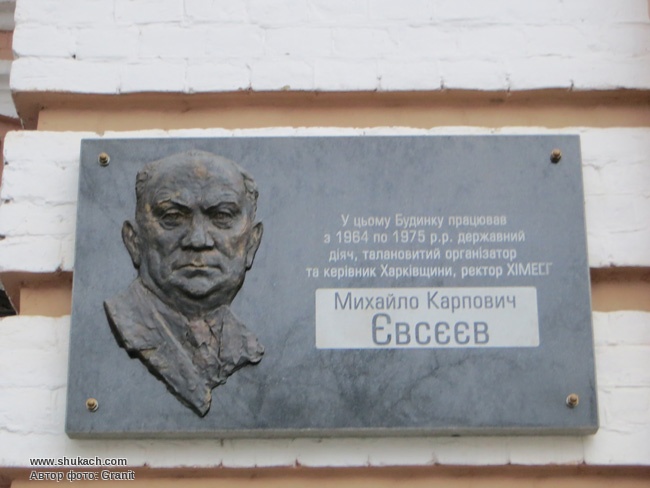 У цьому Будинку працював
з 1964 по 1975 р.р. державний
діяч, талановитий організатор
та керівник Харківщини, ректор ХІМЕСГ
Михайло Карпович
Євсєєв
www.shukach.com
Автор фото: Granit